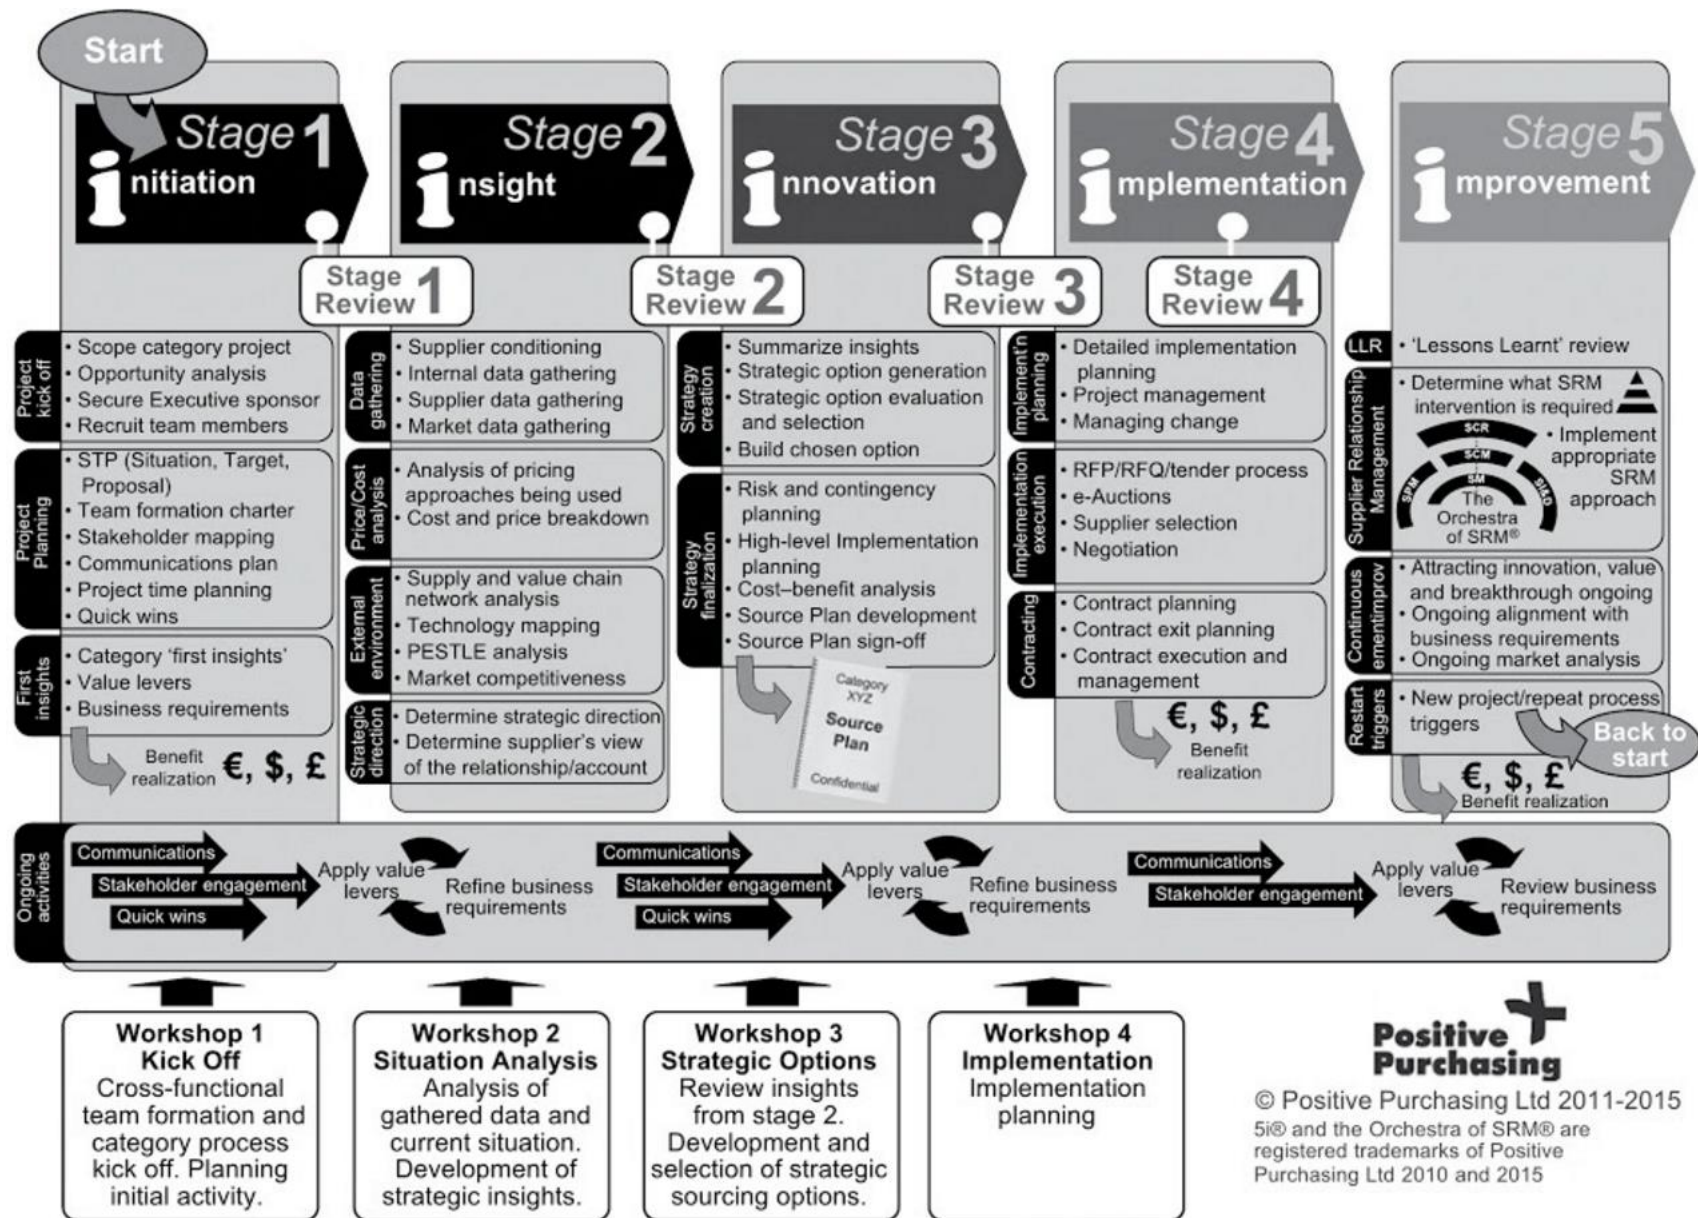 Start
Stage 1
initiation
Stage 2
insight
Stage 3
innovation
Stage 4
implementation
Stage 5
improvement
Stage
Review 1
Stage
Review 2
Stage
Review 3
Stage
Review 4
Project
kick off
• Scope category project
• Opportunity analysis
• Secure Executive sponsor
• Recruit team members
Project
Planning
• STP (Situation, Target,
Proposal)
• Team formation charter
• Stakeholder mapping
• Communications plan
• Project time planning
• Quick wins
First
insights
• Category ‘first insights’
• Value levers
• Business requirements
Benefit
realization €, $, £
Data
gathering
• Supplier conditioning
• Internal data gathering
• Supplier data gathering
• Market data gathering
Price/Cost
analysis
• Analysis of pricing
approaches being used
• Cost and price breakdown
External
environment
• Supply and value chain
network analysis
• Technology mapping
• PESTLE analysis
• Market competitiveness
Strategic
direction
• Determine strategic direction
• Determine supplier’s view
of the relationship/account
Strategy
creation
• Summarize insights
• Strategic option generation
• Strategic option evaluation
and selection
• Build chosen option
Strategy
finalization
• Risk and contingency
planning
• High-level Implementation
planning
• Cost–benefit analysis
• Source Plan development
• Source Plan sign-off
Category
XYZ
Source
Plan
Confidential
Implement’n
planning
• Detailed implementation
planning
• Project management
• Managing change
Implementation
execution
• RFP/RFQ/tender process
• e-Auctions
• Supplier selection
• Negotiation
Contracting
• Contract planning
• Contract exit planning
• Contract execution and
management
€, $, £
Benefit
realization
LLR
• ‘Lessons Learnt’ review
Supplier Relationship
Management
• Determine what SRM
intervention is required
SCR
SCM
SM
SPM
SI&D
The
Orchestra
of SRM®
• Implement
appropriate
SRM
approach
Continuous
ementimprov
• Attracting innovation, value
and breakthrough ongoing
• Ongoing alignment with
business requirements
• Ongoing market analysis
Restart
triggers
• New project/repeat process
triggers
Back to
start
€, $, £
Benefit realization
Ongoing
activities
Communications
Stakeholder engagement
Quick wins
Apply value
levers
Refine business
requirements
Communications
Stakeholder engagement
Quick wins
Apply value
levers
Refine business
requirements
Communications
Stakeholder engagement
Apply value
levers
Review business
requirements
Workshop 1
Kick Off
Cross-functional
team formation and
category process
kick off. Planning
initial activity.
Workshop 2
Situation Analysis
Analysis of
gathered data and
current situation.
Development of
strategic insights.
Workshop 3
Strategic Options
Review insights
from stage 2.
Development and
selection of strategic
sourcing options.
Workshop 4
Implementation
Implementation
planning
Positive
Purchasing
© Positive Purchasing Ltd 2011-2015
5i® and the Orchestra of SRM® are
registered trademarks of Positive
Purchasing Ltd 2010 and 2015